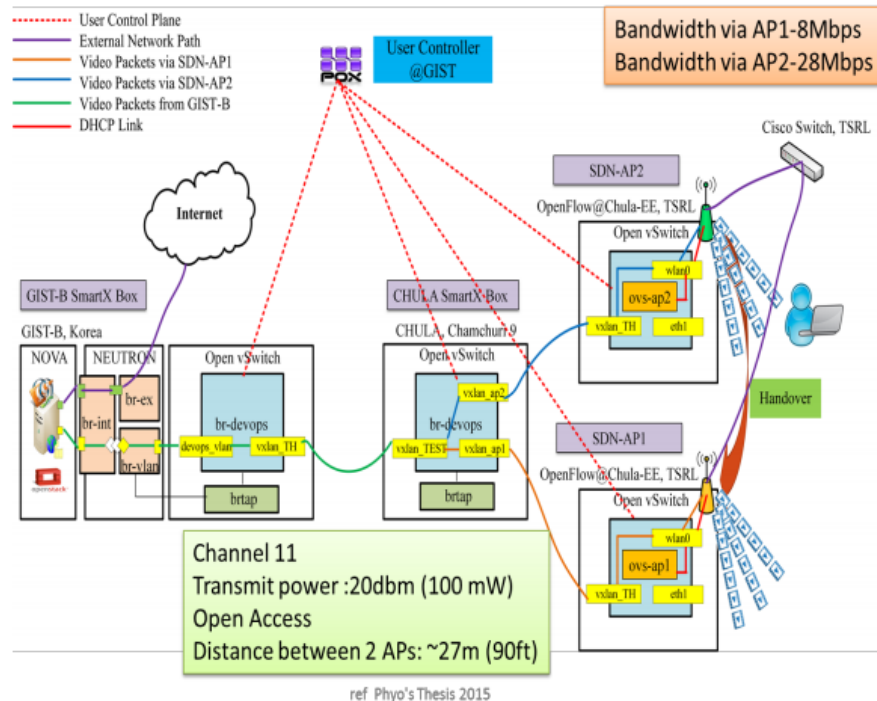 User Control Plane
External Network Path
Video Packets via SDN-AP1
Video Packets via SDN-AP2
Video Packets from GIST-B
DHCP Link
POX
User Controller
@GIST
Bandwidth via AP1-8Mbps
Bandwidth via AP2-28Mbps
Cisco Switch, TSRL
Internet
SDN-AP2
OpenFlow@Chula-EE, TSRL
Open vSwitch
wlan0
ovs-ap2
vxlan_TH
eth1
Handover
GIST-B SmartX Box
GIST-B, Korea
NOVA
NEUTRON
br-ex
br-int
br-vlan
openstack
Open vSwitch
br-devops
devops_vlan
vxlan_TH
brtap
CHULA SmartX Box
CHULA, Chamchuri 9
Open vSwitch
vxlan_ap2
br-devops
vxlan_TEST
vxlan_ap1
brtap
SDN-AP1
OpenFlow@Chula-EE, TSRL
Open vSwitch
wlan0
ovs-ap1
vxlan_TH
eth1
Channel 11
Transmit power :20dbm (100 mW)
Open Access
Distance between 2 APs: ~27m (90ft)
ref Phyo's Thesis 2015